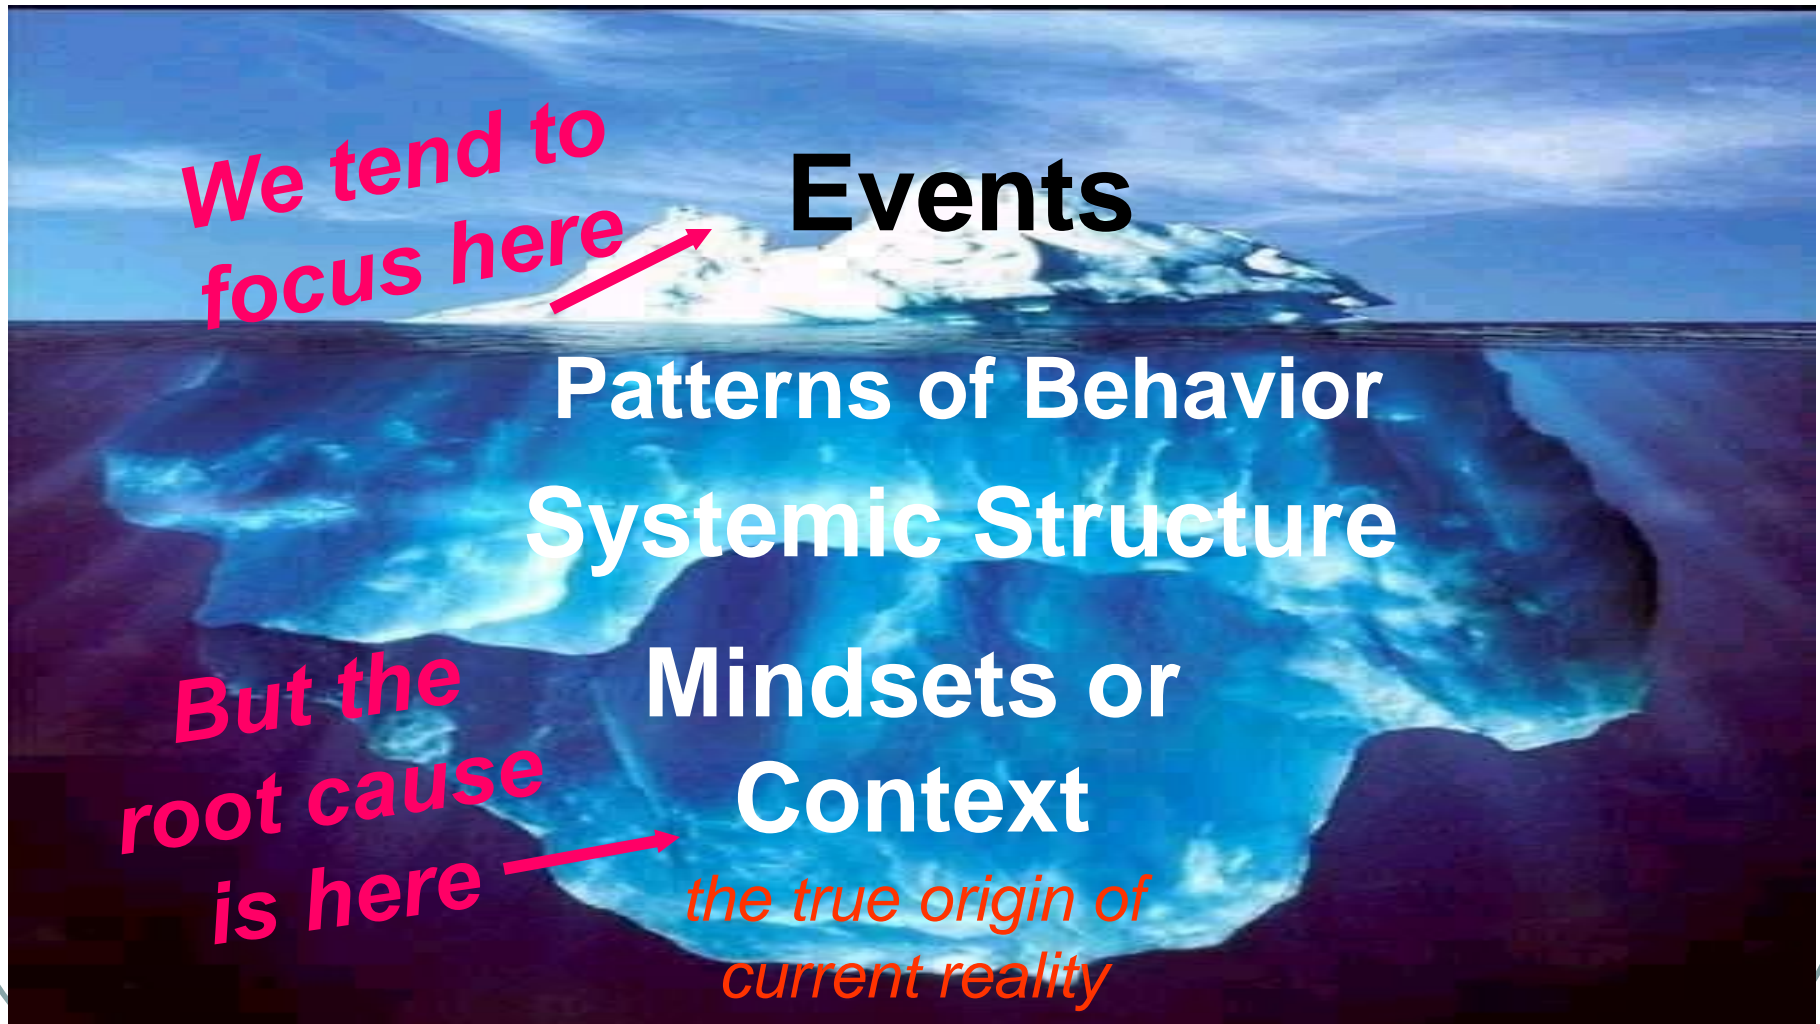 We tend to
focus here
Events
Patterns of Behavior
Systemic Structure
Mindsets or
Context
But the
root cause
is here
the true origin of
current reality